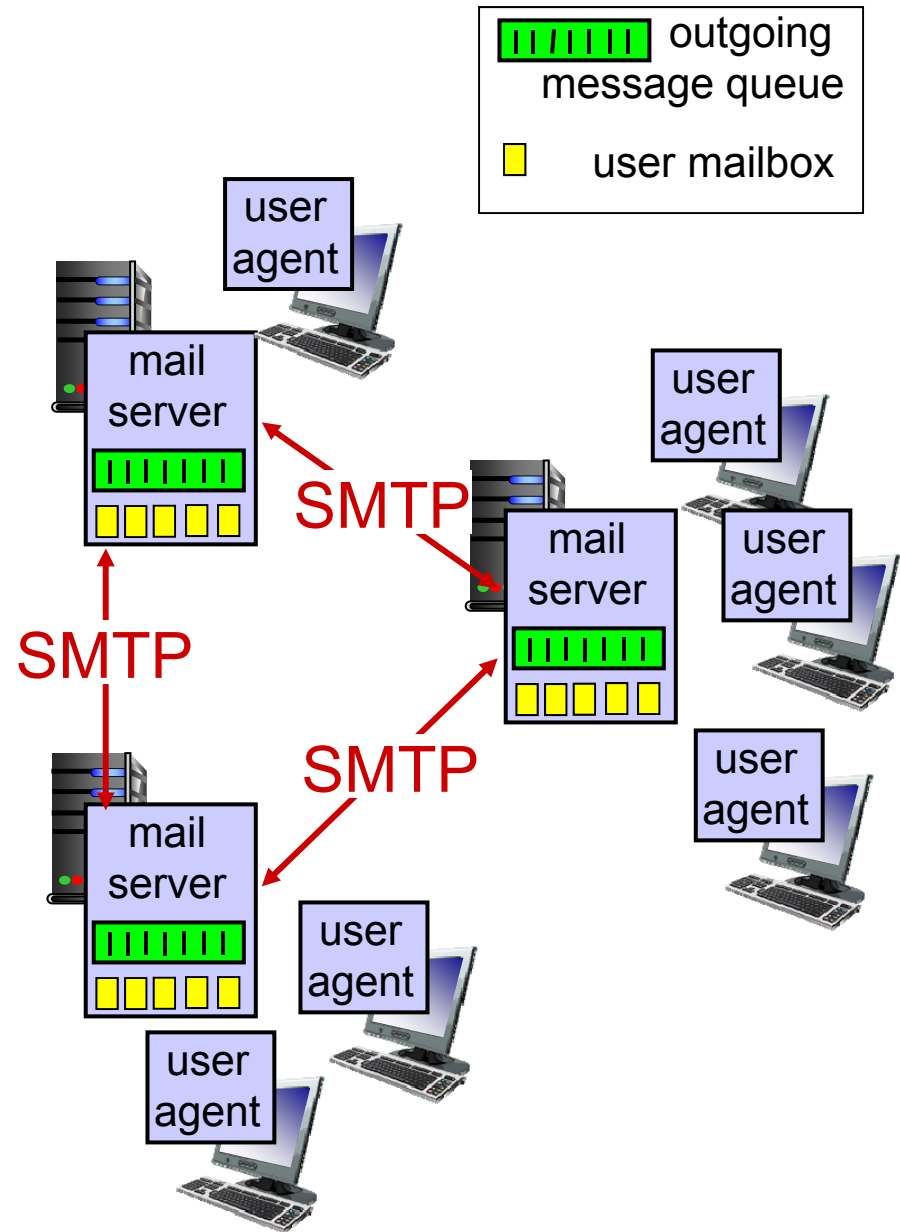 outgoing
message queue
user mailbox
user
agent
mail
server
SMTP
user
agent
mail
server
user
agent
SMTP
SMTP
user
agent
mail
server
user
agent
user
agent